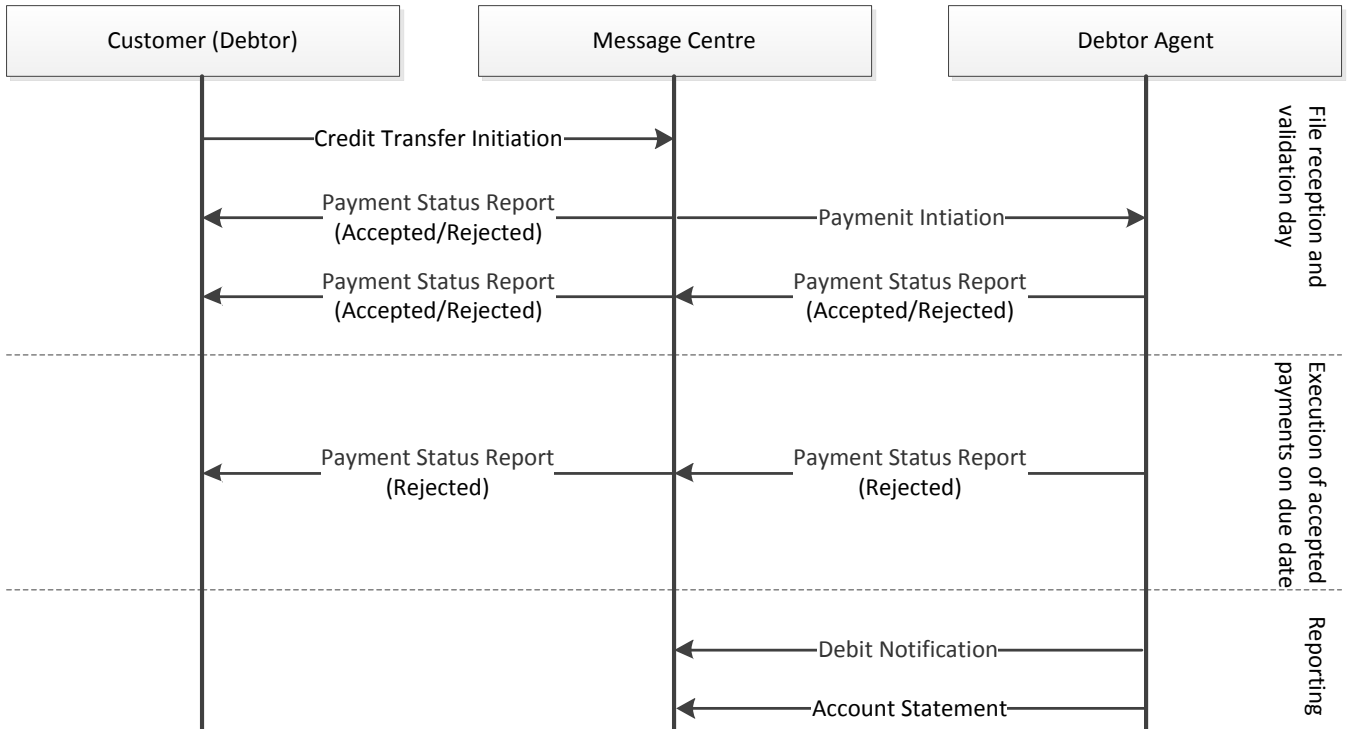 Customer (Debtor)
Message Centre
Debtor Agent
File reception and
validation day
Credit Transfer Initiation
Payment Status Report
(Accepted/Rejected)
Paymenit Intiation
Payment Status Report
(Accepted/Rejected)
Payment Status Report
(Accepted/Rejected)
Execution of accepted
payments on due date
Payment Status Report
(Rejected)
Payment Status Report
(Rejected)
Reporting
Debit Notification
Account Statement